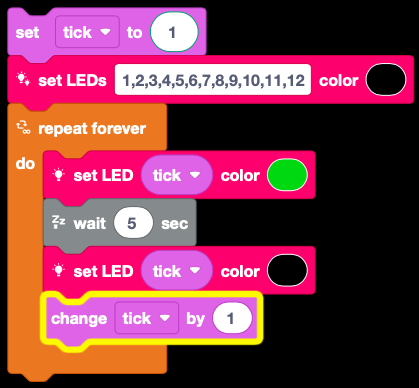 set tick to 1
set LEDs 1,2,3,4,5,6,7,8,9,10,11,12 color
repeat forever
do
set LED tick color
Zz wait 5 sec
set LED tick color
change tick by 1